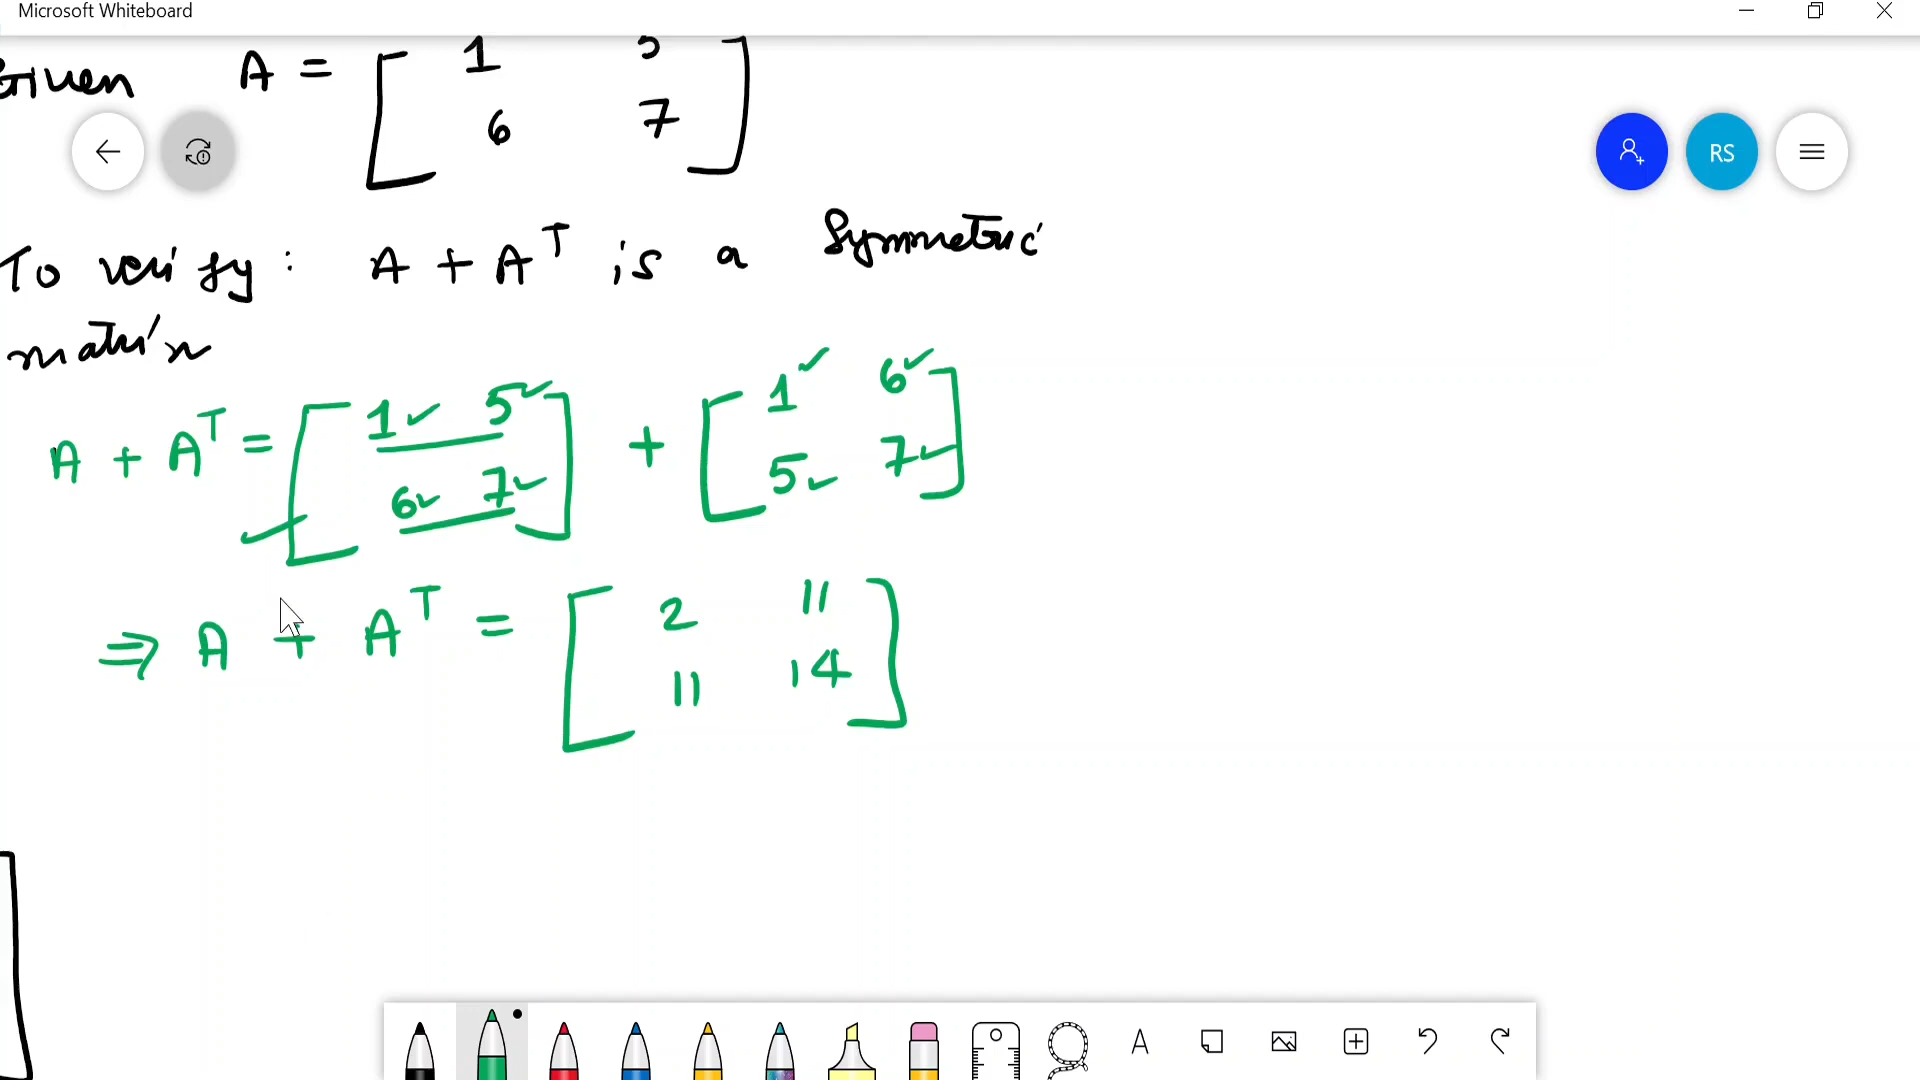 Microsoft Whiteboard
Given A = [ 1 5
6 7 ]
RS
To verify: A + A^T is a Symmetric
matrix
A + A^T = [ 1✓ 5✓ + [ 1✓ 6✓
6✓ 7✓ ] 5✓ 7✓ ]
⇒ A + A^T = [ 2 11
11 14 ]
A